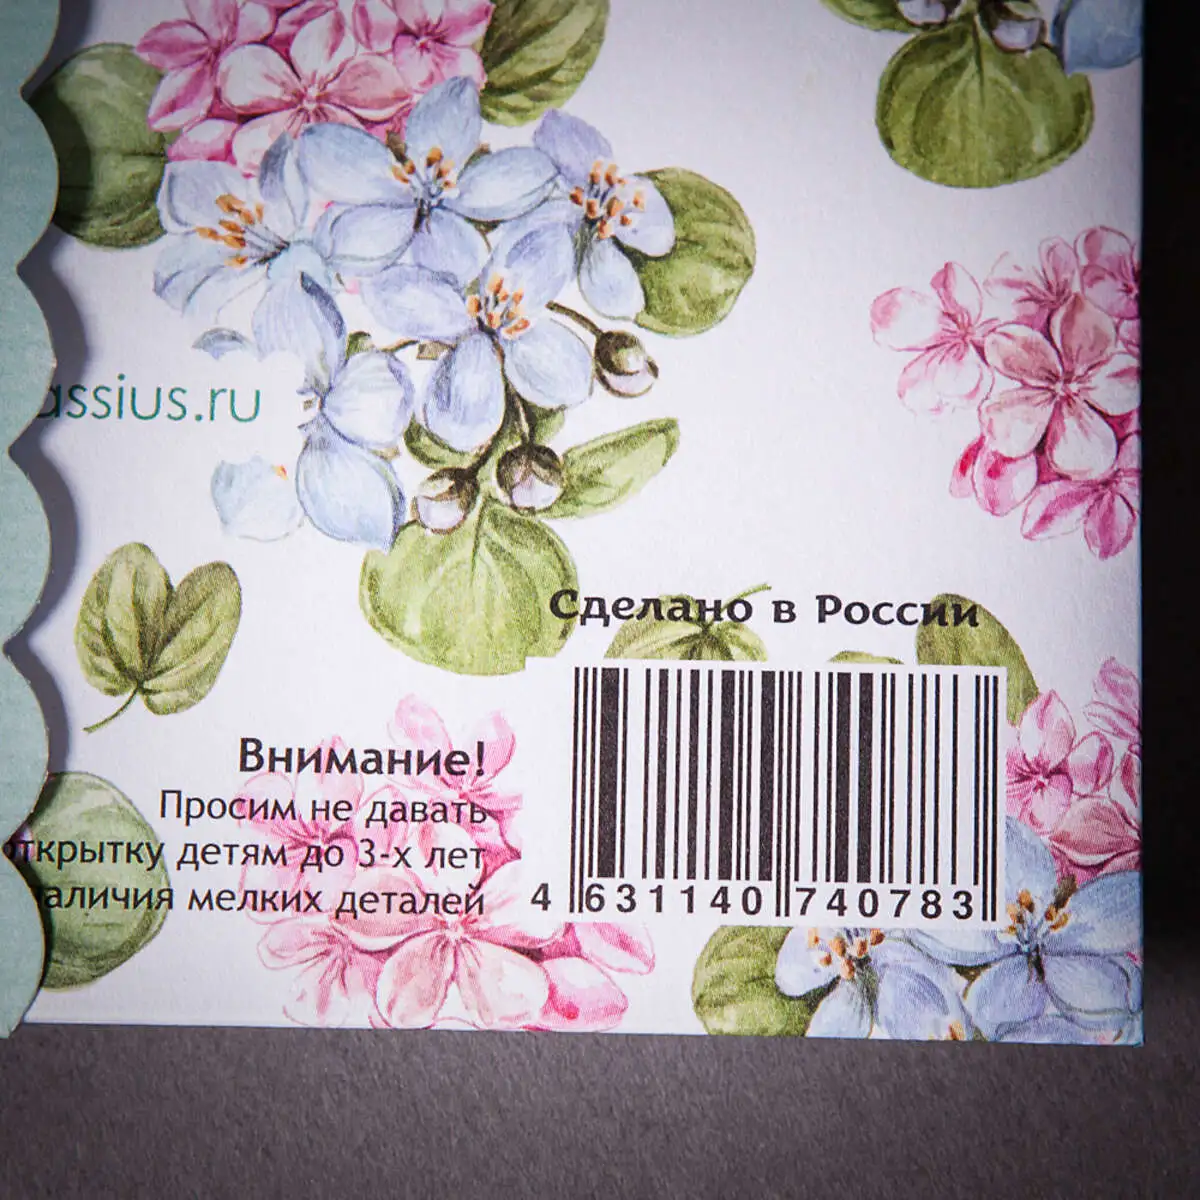 assius.ru
Сделано в России
Внимание!
Просим не давать
открытку детям до 3-х лет
наличия мелких деталей
4 631140 740783